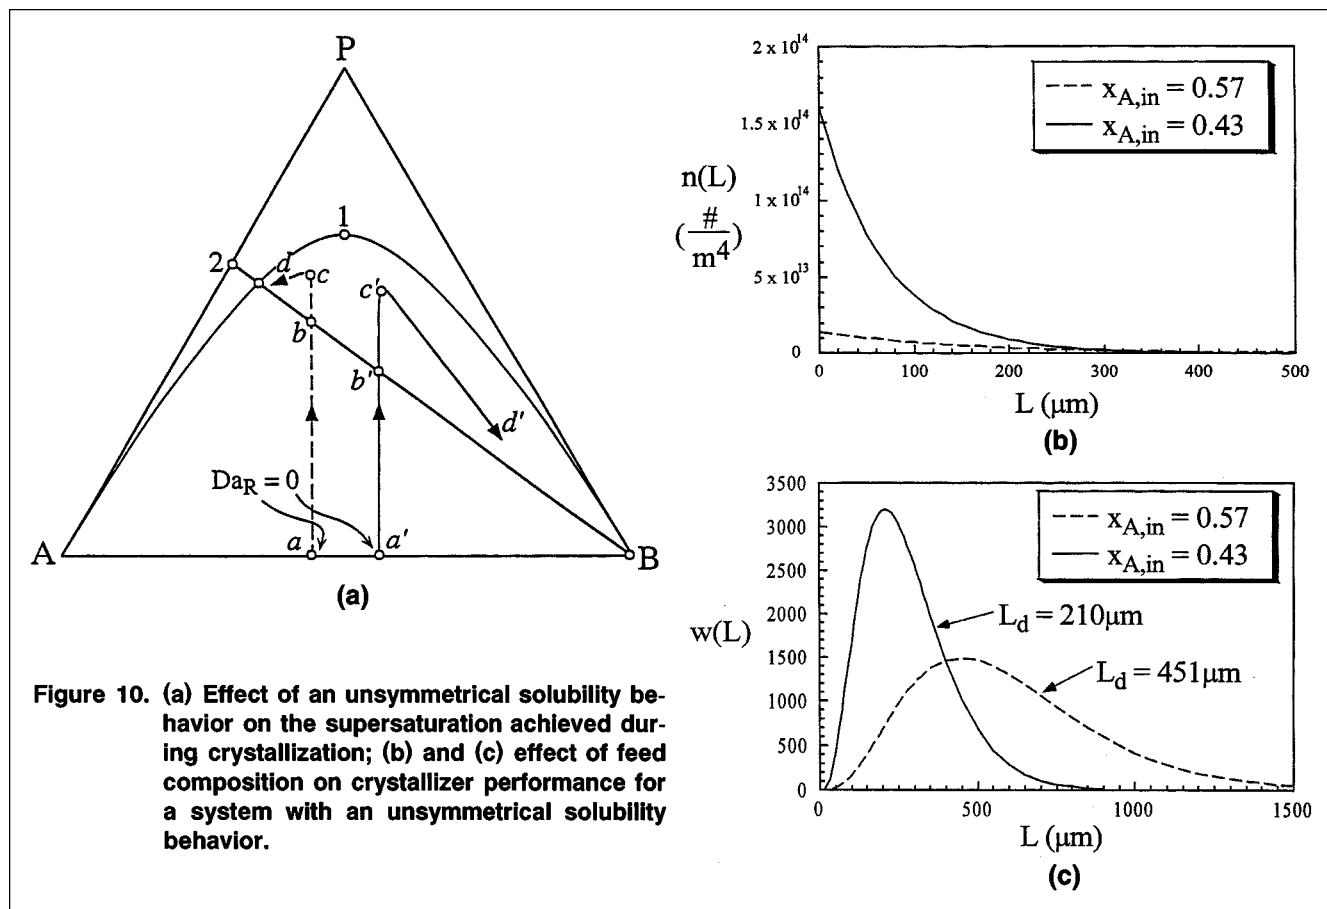 P
1
2
d
c
c'
b
b'
d'
Da_R = 0
A
a
a'
B
(a)
2 x 10^14
1.5 x 10^14
1 x 10^14
5 x 10^13
0
n(L)
(#/m^4)
x_A,in = 0.57
x_A,in = 0.43
0 100 200 300 400 500
L (μm)
(b)
3500
3000
2500
2000
1500
1000
500
0
w(L)
x_A,in = 0.57
x_A,in = 0.43
L_d = 210μm
L_d = 451μm
0 500 1000 1500
L (μm)
(c)
Figure 10. (a) Effect of an unsymmetrical solubility be-
havior on the supersaturation achieved dur-
ing crystallization; (b) and (c) effect of feed
composition on crystallizer performance for
a system with an unsymmetrical solubility
behavior.